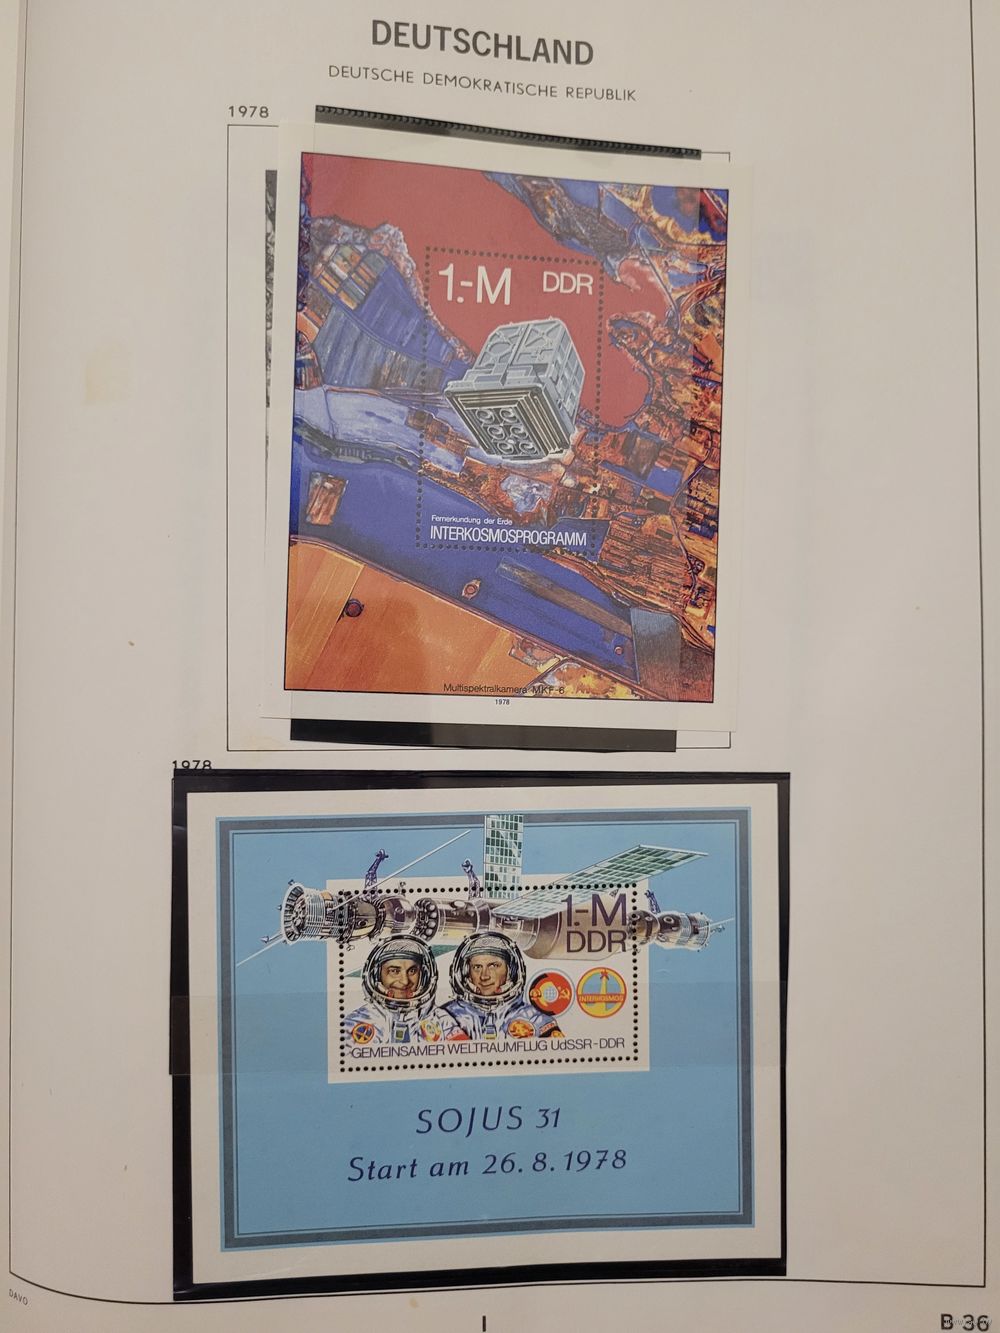 DEUTSCHLAND
DEUTSCHE DEMOKRATISCHE REPUBLIK
1978
1.-M DDR
Fernerkundung der Erde
INTERKOSMOSPROGRAMM
Multispektralkamera MKF-6
1978
1978
1.-M
DDR
INTERKOSMOS
GEMEINSAMER WELTRAUMFLUG UdSSR-DDR
SOJUS 31
Start am 26.8.1978
DAVO
I
B 36